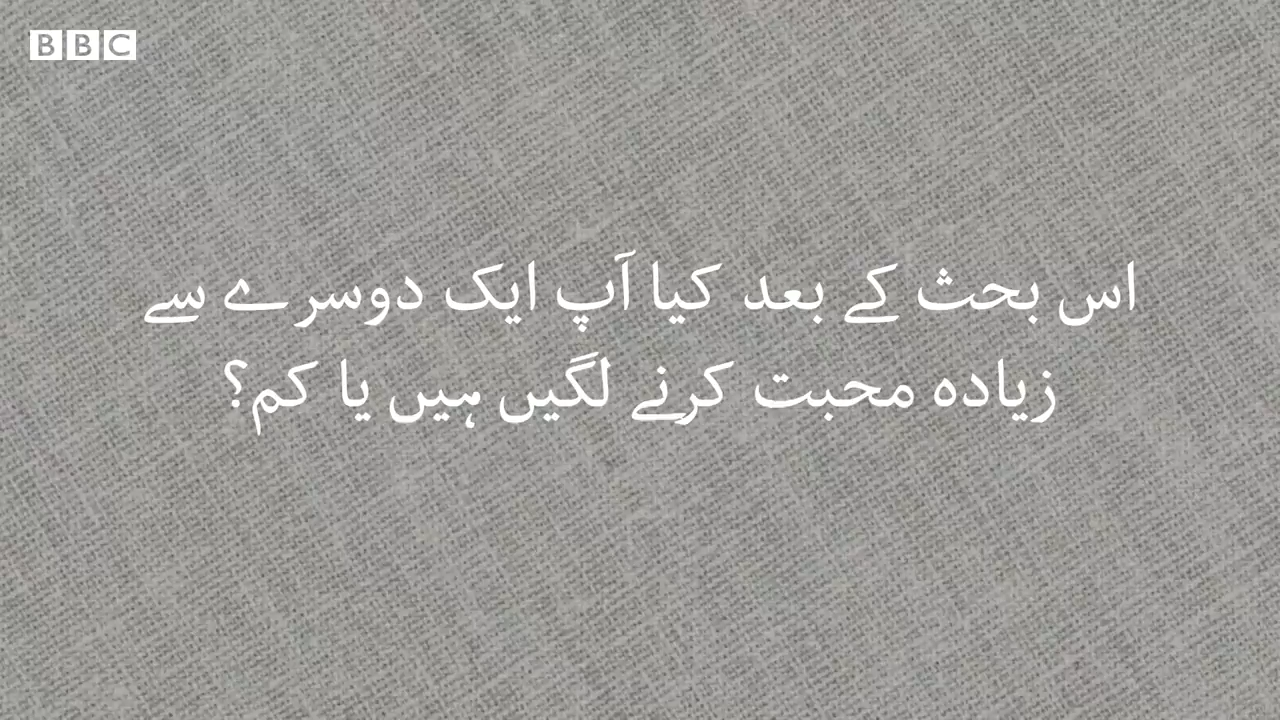 BBC
اس بحث کے بعد کیا آپ ایک دوسرے سے
زیادہ محبت کرنے لگیں ہیں یا کم؟